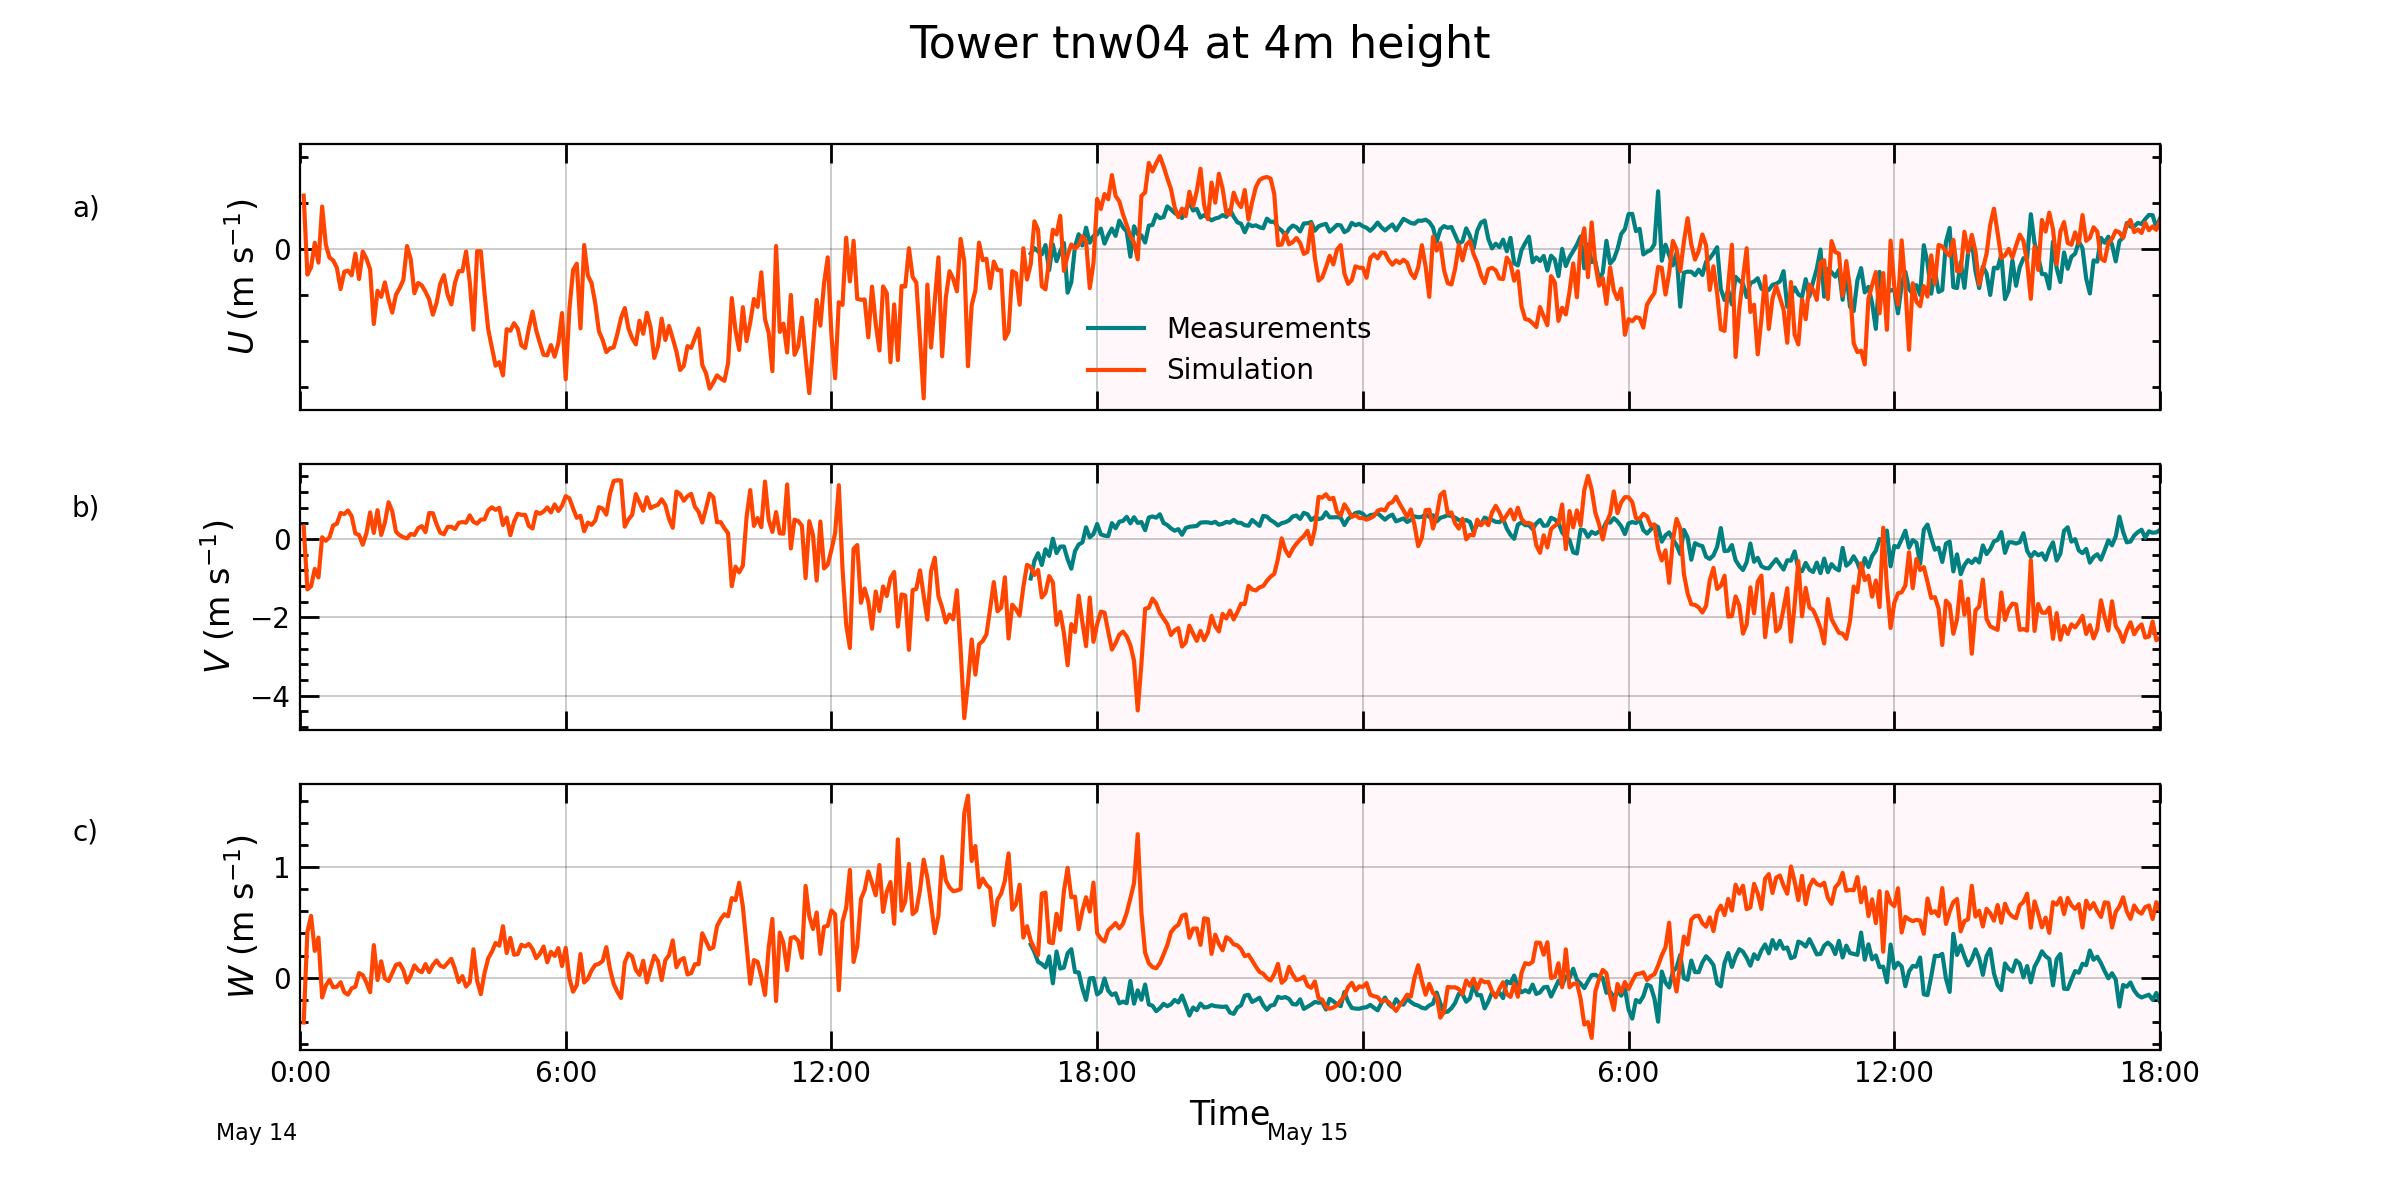 Tower tnw04 at 4m height
a)
U (m s⁻¹)
0
Measurements
Simulation
b)
V (m s⁻¹)
0
−2
−4
c)
W (m s⁻¹)
1
0
0:00 6:00 12:00 18:00 00:00 6:00 12:00 18:00
Time
May 14 May 15